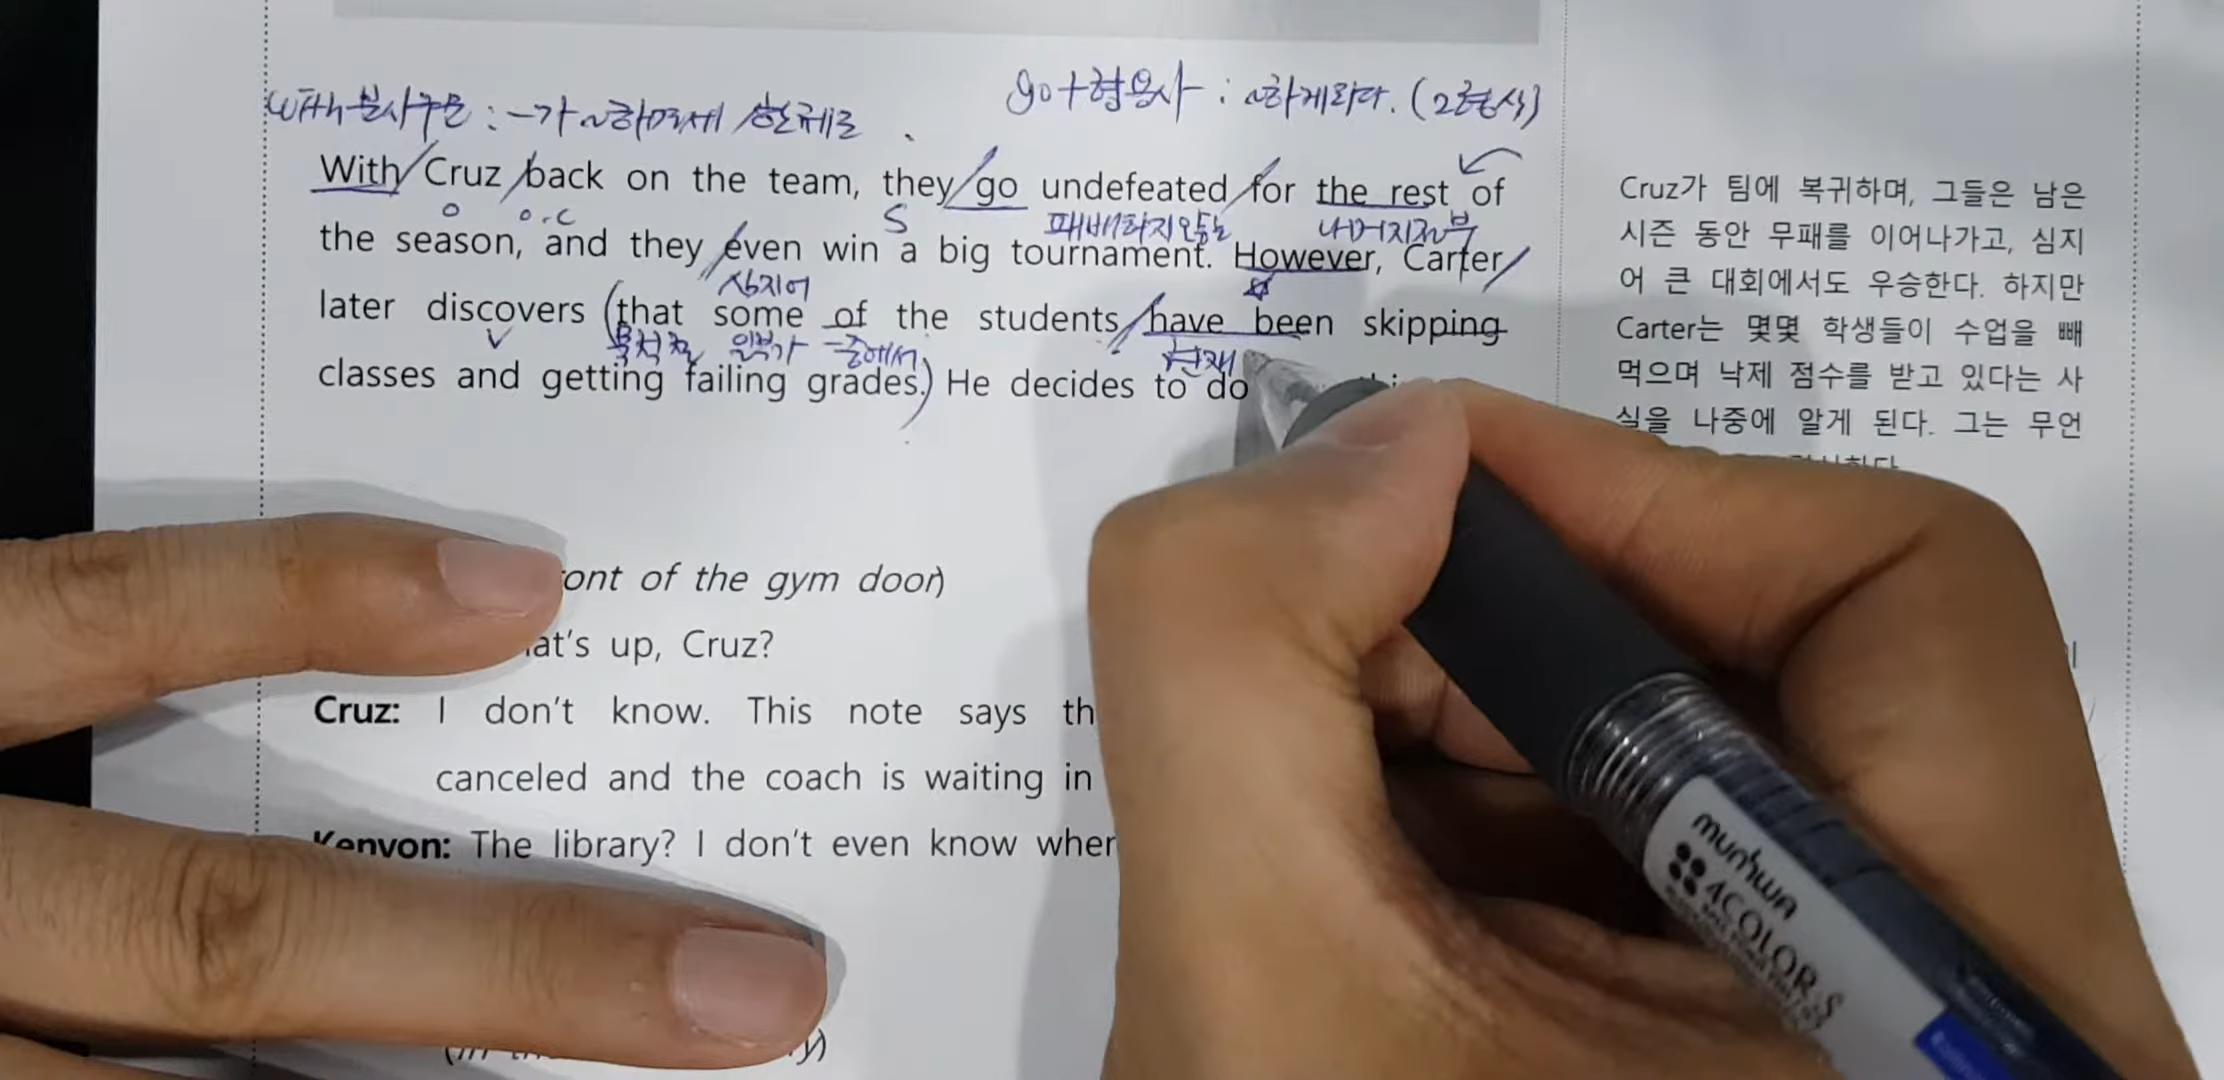 with분사구문 : ~가 ~하면서 / 한 채로
go+형용사 : ~하게되다. (2형식)
With Cruz back on the team, they go undefeated for the rest of
o o.c S 패배하지않는 나머지전부
the season, and they even win a big tournament. However, Carter
심지어
later discovers (that some of the students have been skipping
V 목적절 일부가 ~중에서 현재
classes and getting failing grades.) He decides to do
ont of the gym door)
at's up, Cruz?
Cruz: I don't know. This note says th
canceled and the coach is waiting in
Kenyon: The library? I don't even know wher
Cruz가 팀에 복귀하며, 그들은 남은
시즌 동안 무패를 이어나가고, 심지
어 큰 대회에서도 우승한다. 하지만
Carter는 몇몇 학생들이 수업을 빼
먹으며 낙제 점수를 받고 있다는 사
실을 나중에 알게 된다. 그는 무언
munhwa
4COLOR S